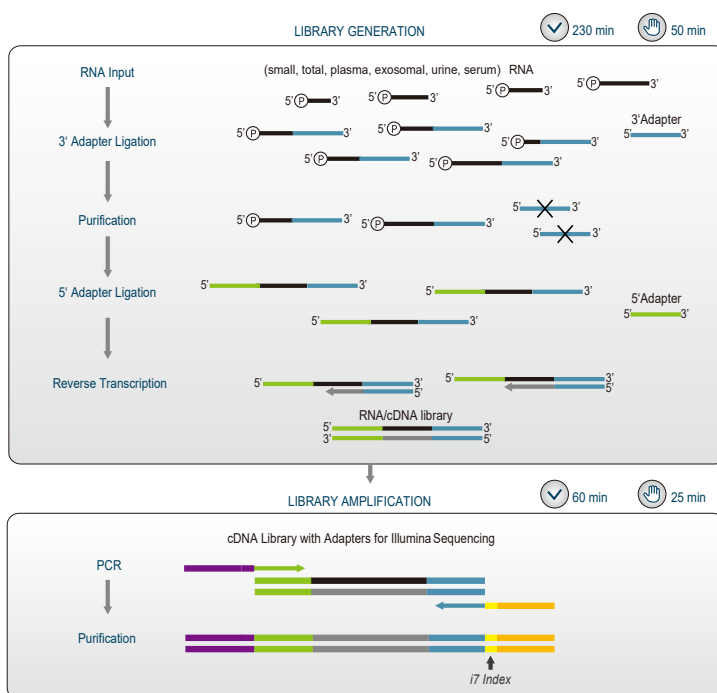 LIBRARY GENERATION 230 min 50 min
RNA Input (small, total, plasma, exosomal, urine, serum) RNA
5' P 3' 5' P 3' 5' P 3' 5' P 3'
3' Adapter Ligation 3'Adapter
5' P 3' 5' P 3' 5' P 3' 5' 3'
5' P 3' 5' P 3'
Purification 5' P 3' 5' P 3' 5' 3'
5' 3'
5' Adapter Ligation 5' 3' 5' 3' 5'Adapter
5' 3' 5' 3'
Reverse Transcription 5' 3' 5' 3'
5' 5'
RNA/cDNA library
5' 3'
3' 5'
LIBRARY AMPLIFICATION 60 min 25 min
cDNA Library with Adapters for Illumina Sequencing
PCR
Purification
i7 Index